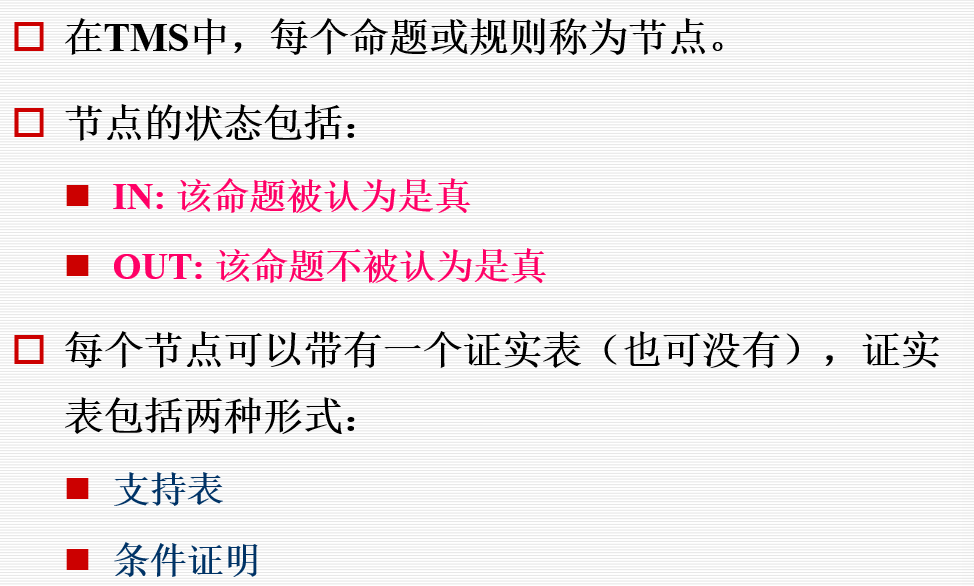 在TMS中，每个命题或规则称为节点。
节点的状态包括：
IN: 该命题被认为是真
OUT: 该命题不被认为是真
每个节点可以带有一个证实表（也可没有），证实
表包括两种形式：
支持表
条件证明